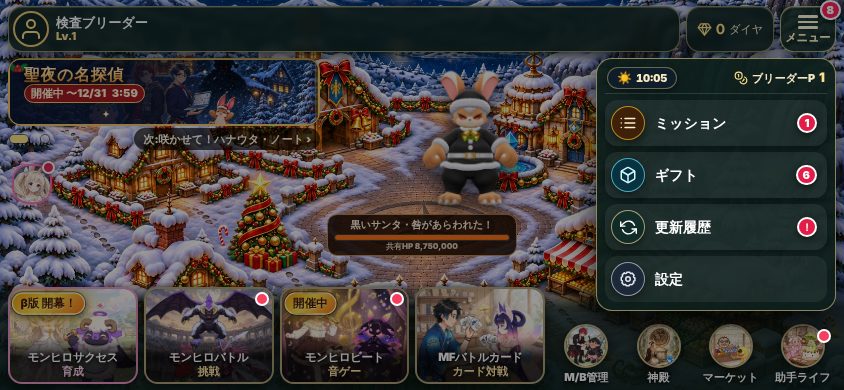 検査ブリーダー
Lv.1
0 ダイヤ
8
メニュー
聖夜の名探偵
開催中 〜12/31 3:59
次:咲かせて！ハナウタ・ノート ›
10:05
ブリーダーP 1
ミッション
1
ギフト
6
更新履歴
!
設定
黒いサンタ・咎があらわれた！
共有HP 8,750,000
β版 開幕！
モンヒロサクセス
育成
モンヒロバトル
挑戦
開催中
モンヒロビート
音ゲー
MFバトルカード
カード対戦
M/B管理
神殿
マーケット
助手ライフ